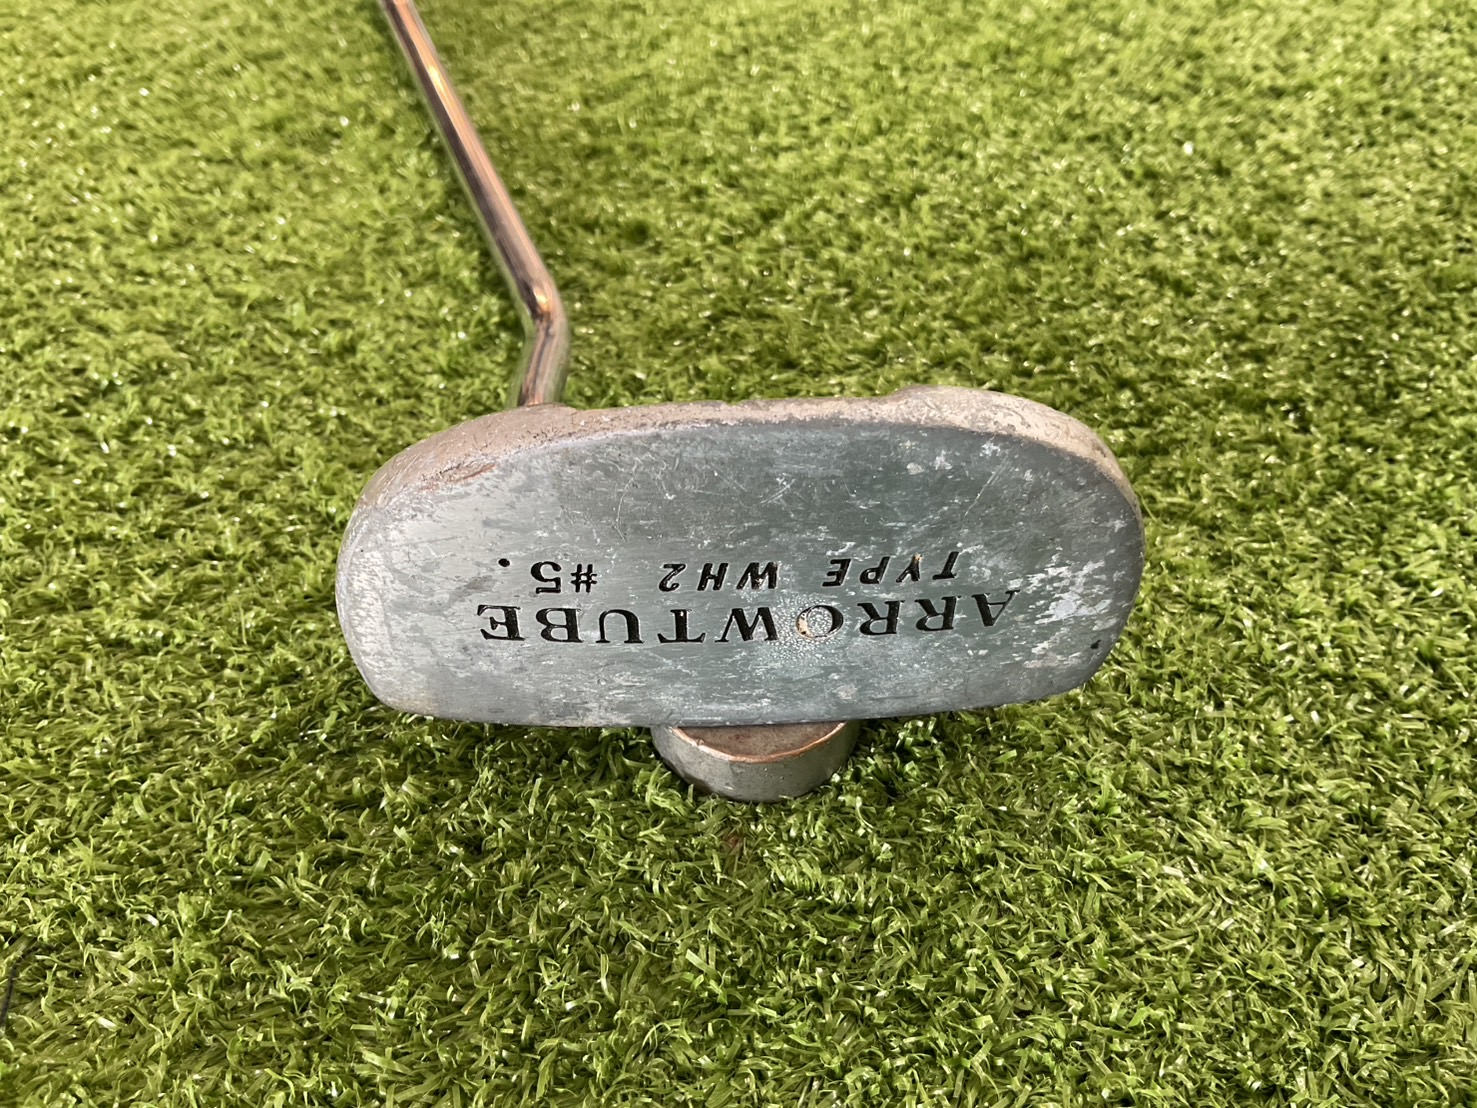 ARROWTUBE
TYPE WH2 #5.